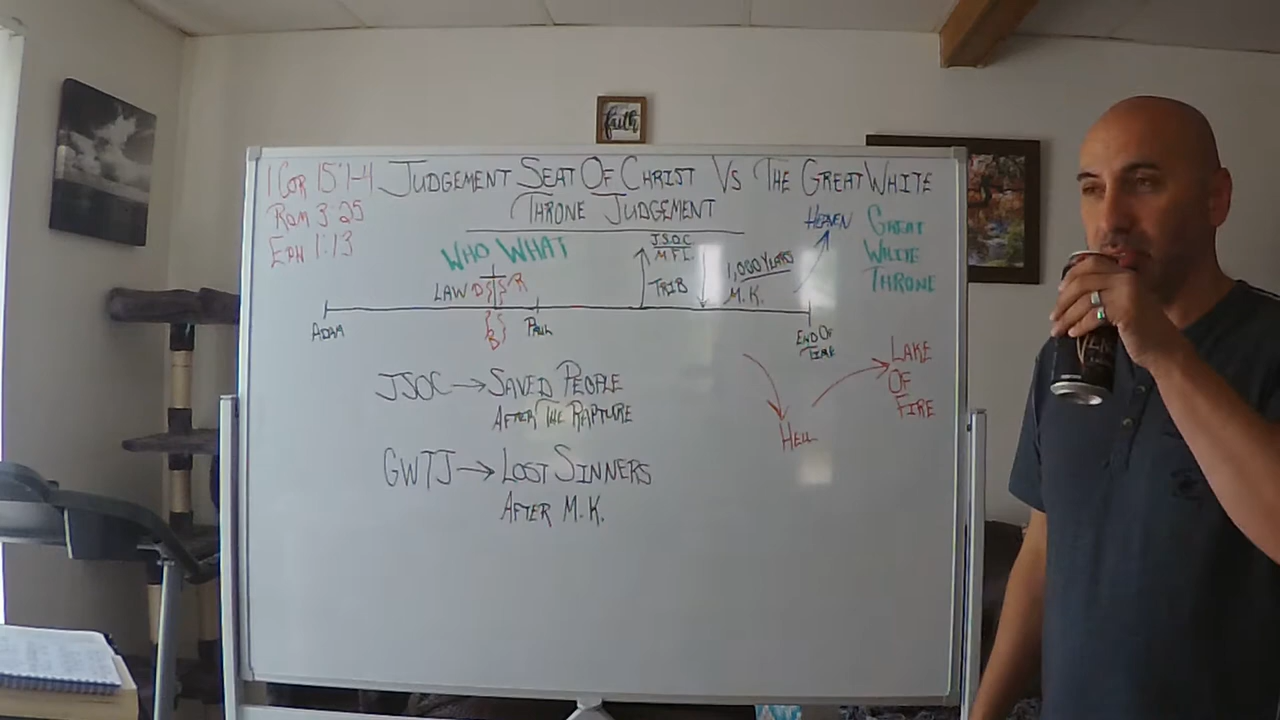 faith
1 COR 15:1-4
ROM 3:25
EPH 1:13
JUDGEMENT SEAT OF CHRIST VS THE GREAT WHITE
THRONE JUDGEMENT
WHO WHAT
LAW D R
B
ADAM
PAUL
J.S.O.C
TRIB
1,000 YEARS
M.K.
HEAVEN
GREAT
WHITE
THRONE
END OF
TIME
JSOC → SAVED PEOPLE
AFTER THE RAPTURE
GWTJ → LOST SINNERS
AFTER M.K.
HELL
LAKE
OF
FIRE